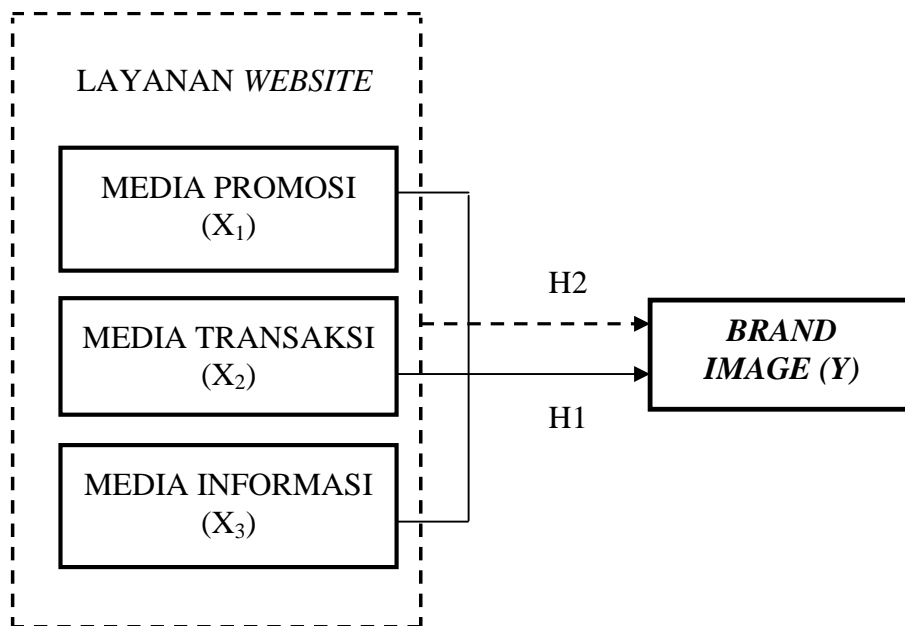 LAYANAN WEBSITE
MEDIA PROMOSI
(X₁)
MEDIA TRANSAKSI
(X₂)
MEDIA INFORMASI
(X₃)
H2
H1
BRAND
IMAGE (Y)